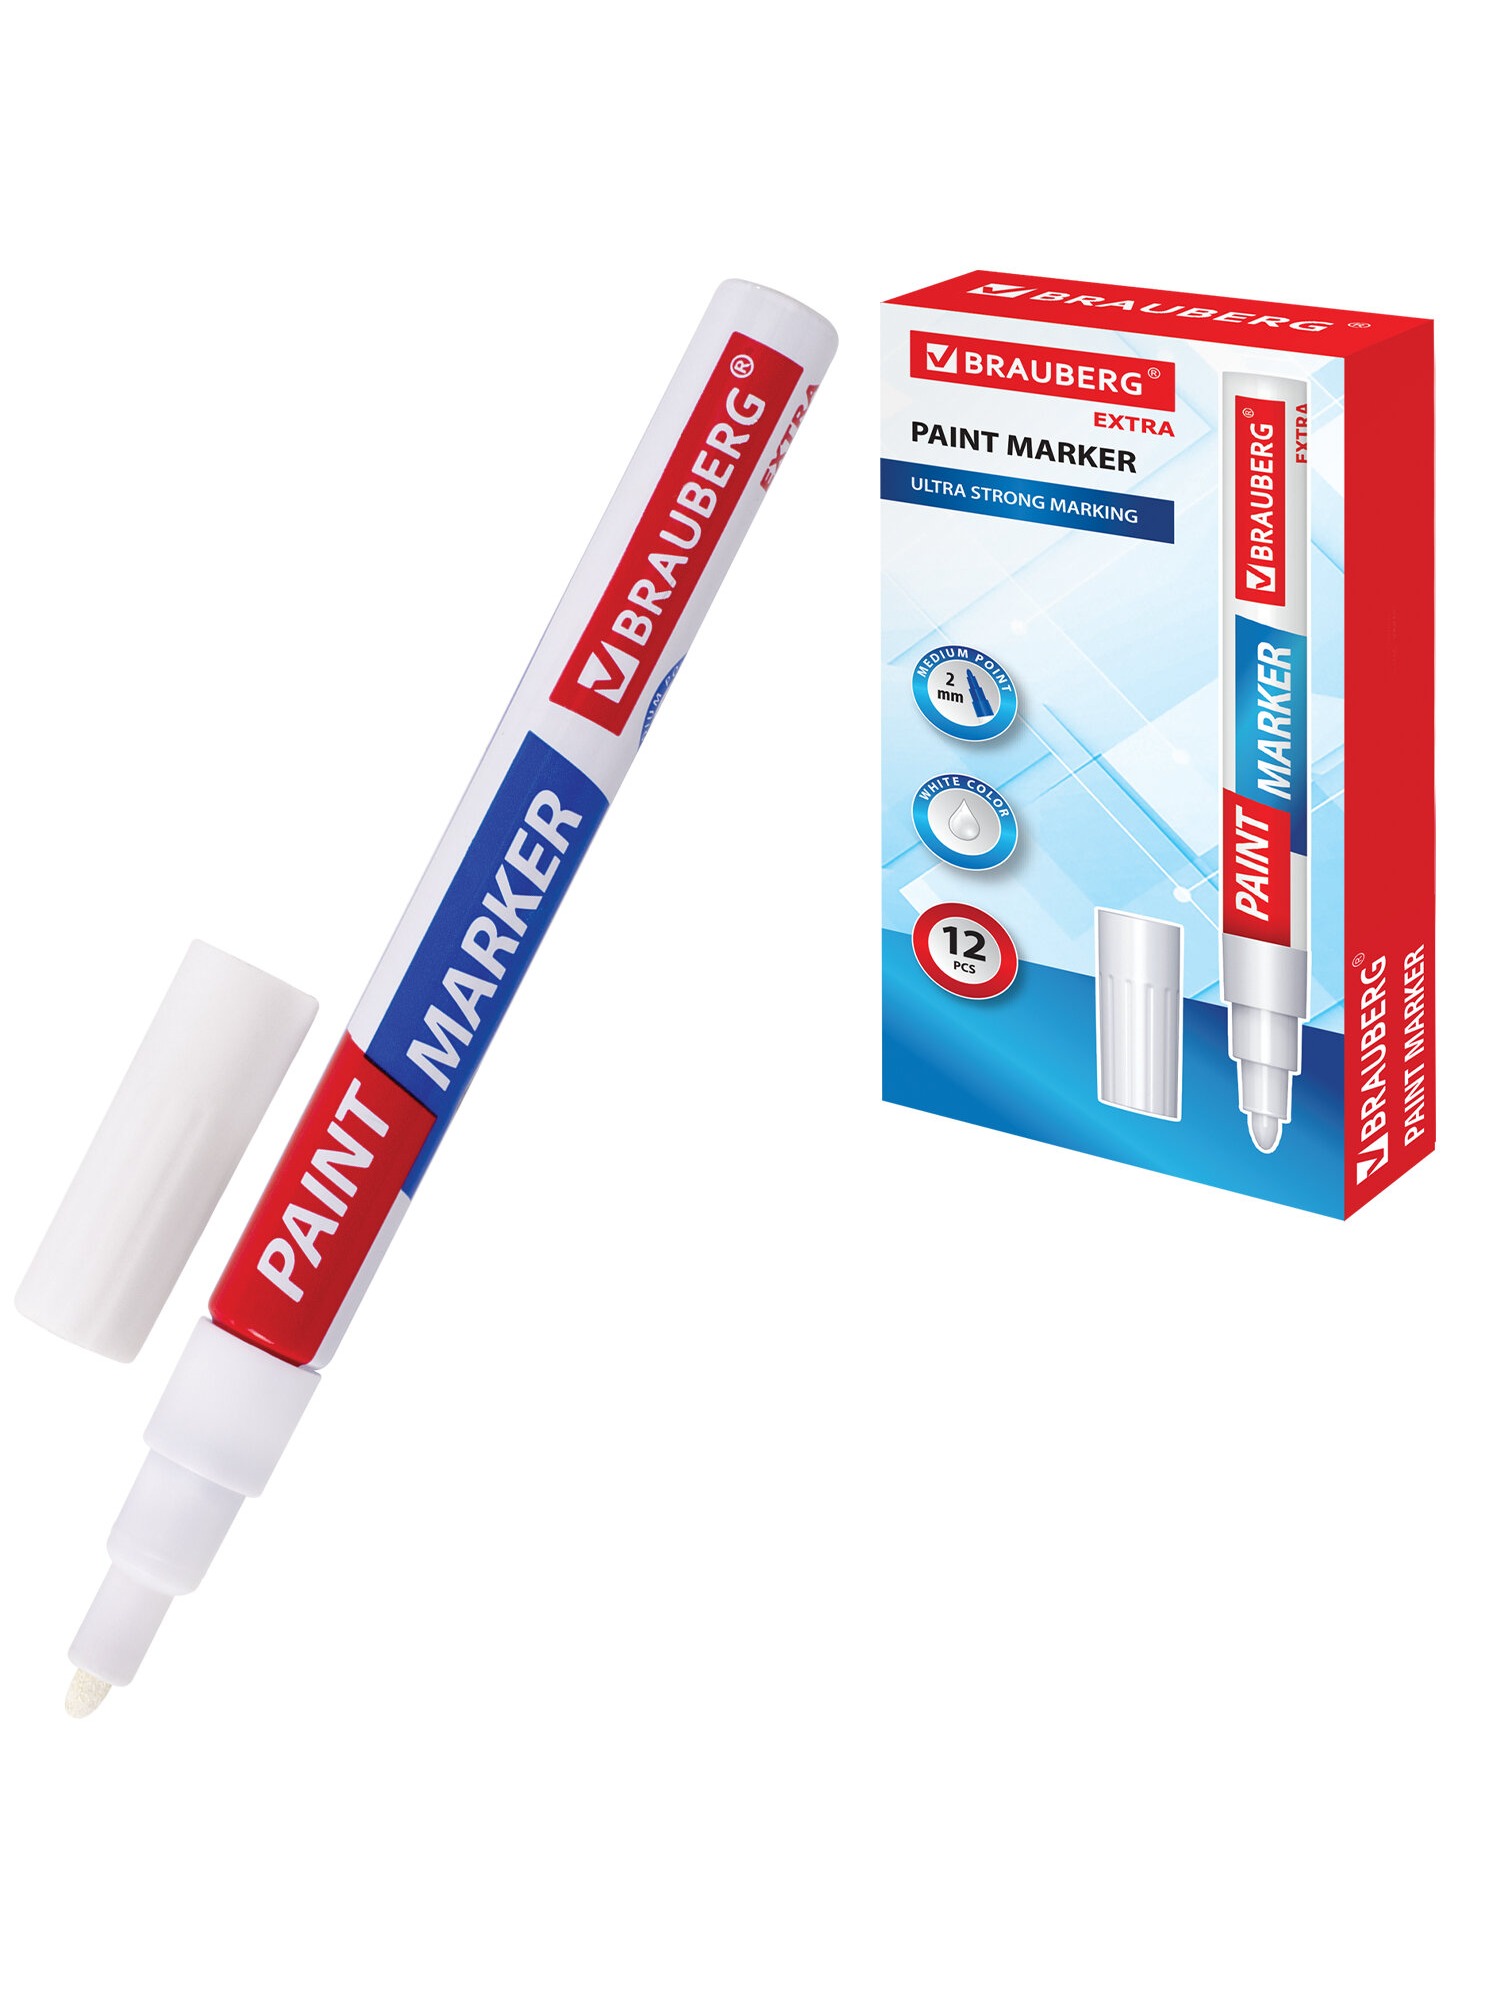 BRAUBERG®
EXTRA
MARKER
PAINT
BRAUBERG ®
BRAUBERG®
EXTRA
PAINT MARKER
ULTRA STRONG MARKING
MEDIUM POINT
2
mm
WHITE COLOR
12
PCS
BRAUBERG®
EXTRA
MARKER
PAINT
BRAUBERG®
PAINT MARKER